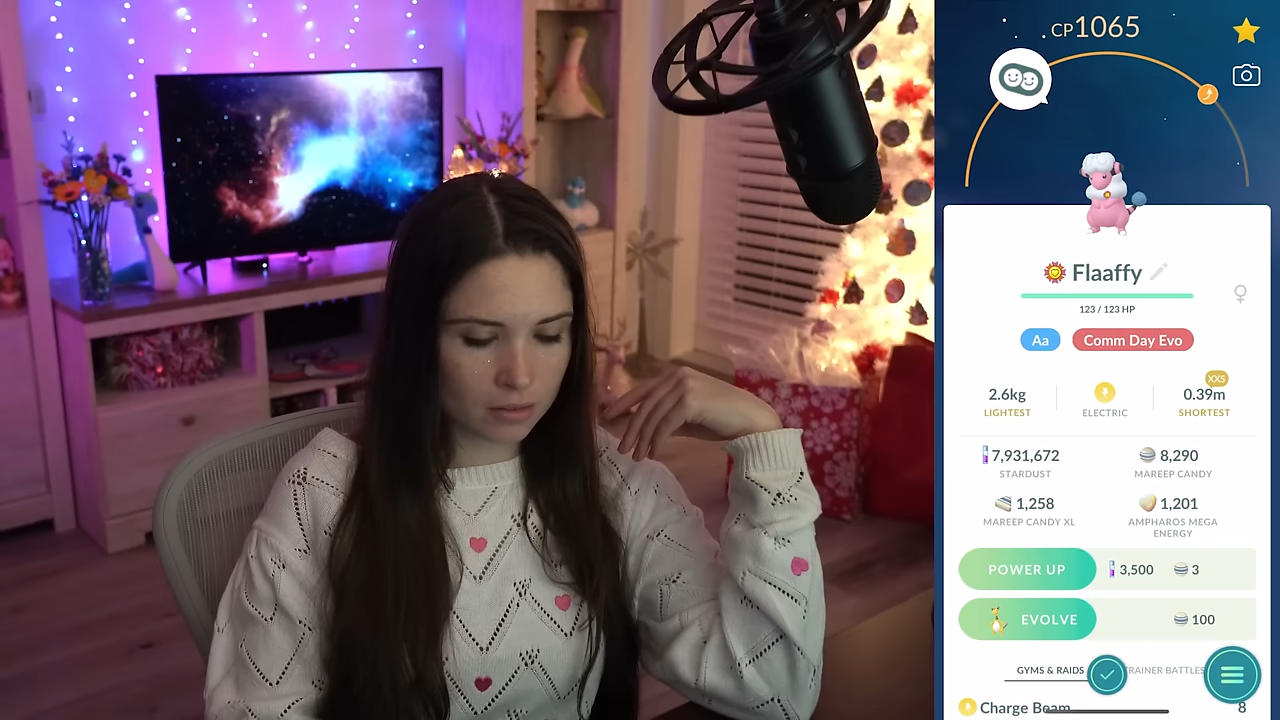 CP1065
Flaaffy
123 / 123 HP
Aa
Comm Day Evo
XXS
2.6kg
LIGHTEST
ELECTRIC
0.39m
SHORTEST
7,931,672
STARDUST
8,290
MAREEP CANDY
1,258
MAREEP CANDY XL
1,201
AMPHAROS MEGA
ENERGY
POWER UP
3,500
3
EVOLVE
100
GYMS & RAIDS
TRAINER BATTLES
Charge Beam
8